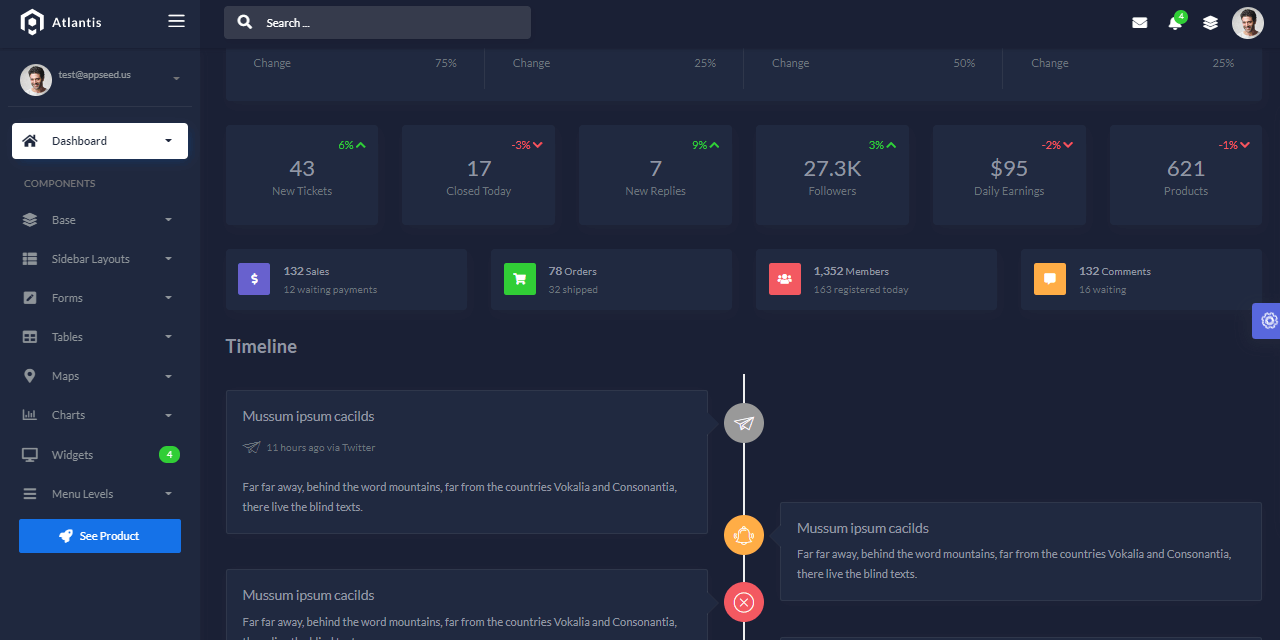 Atlantis
Search ...
4
test@appseed.us
Dashboard
COMPONENTS
Base
Sidebar Layouts
Forms
Tables
Maps
Charts
Widgets 4
Menu Levels
See Product
Change 75% Change 25% Change 50% Change 25%
6% -3% 9% 3% -2% -1%
43 17 7 27.3K $95 621
New Tickets Closed Today New Replies Followers Daily Earnings Products
132 Sales 78 Orders 1,352 Members 132 Comments
12 waiting payments 32 shipped 163 registered today 16 waiting
Timeline
Mussum ipsum cacilds
11 hours ago via Twitter
Far far away, behind the word mountains, far from the countries Vokalia and Consonantia,
there live the blind texts.
Mussum ipsum cacilds
Far far away, behind the word mountains, far from the countries Vokalia and Consonantia,
there live the blind texts.
Mussum ipsum cacilds
Far far away, behind the word mountains, far from the countries Vokalia and Consonantia,